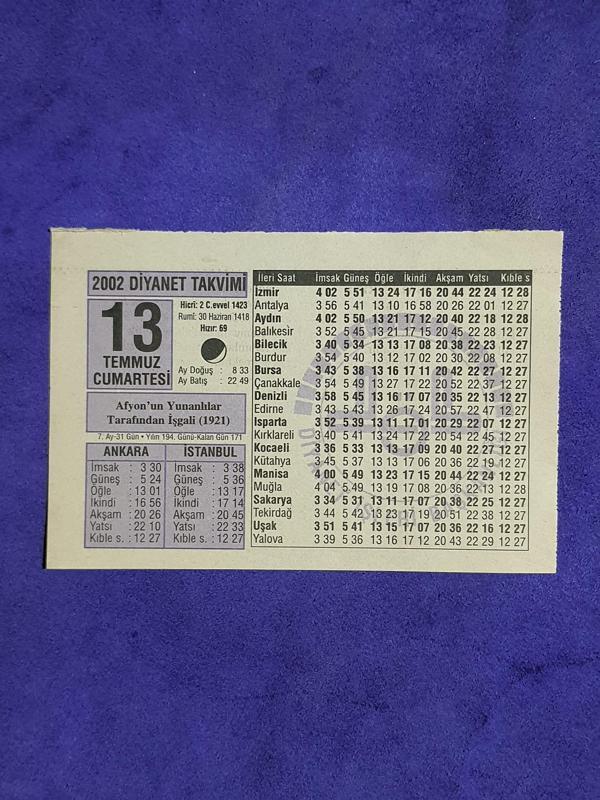 2002 DİYANET TAKVİMİ
13
TEMMUZ
CUMARTESİ
Hicri: 2 C.evvel 1423
Rumî: 30 Haziran 1418
Hızır: 69
Ay Doğuş : 8 33
Ay Batış : 22 49
Afyon'un Yunanlılar
Tarafından İşgali (1921)
7. Ay-31 Gün • Yılın 194. Günü-Kalan Gün 171
ANKARA
İmsak : 3 30
Güneş : 5 24
Öğle : 13 01
İkindi : 16 56
Akşam : 20 26
Yatsı : 22 10
Kıble s. : 12 27
İSTANBUL
İmsak : 3 38
Güneş : 5 36
Öğle : 13 17
İkindi : 17 14
Akşam : 20 45
Yatsı : 22 33
Kıble s. : 12 27
İleri Saat İmsak Güneş Öğle İkindi Akşam Yatsı Kıble s
İzmir 4 02 5 51 13 24 17 16 20 44 22 24 12 28
Antalya 3 56 5 41 13 10 16 58 20 26 22 01 12 27
Aydın 4 02 5 50 13 21 17 12 20 40 22 18 12 28
Balıkesir 3 52 5 45 13 21 17 15 20 45 22 28 12 27
Bilecik 3 40 5 34 13 13 17 08 20 38 22 23 12 27
Burdur 3 54 5 40 13 12 17 02 20 30 22 08 12 27
Bursa 3 43 5 38 13 16 17 11 20 42 22 27 12 27
Çanakkale 3 54 5 49 13 27 17 22 20 52 22 37 12 27
Denizli 3 58 5 45 13 16 17 07 20 35 22 13 12 27
Edirne 3 43 5 43 13 26 17 24 20 57 22 47 12 27
Isparta 3 52 5 39 13 11 17 01 20 29 22 07 12 27
Kırklareli 3 40 5 41 13 24 17 22 20 54 22 45 12 27
Kocaeli 3 36 5 33 13 13 17 09 20 40 22 27 12 27
Kütahya 3 45 5 37 13 13 17 06 20 36 22 19 12 27
Manisa 4 00 5 49 13 23 17 15 20 44 22 24 12 27
Muğla 4 04 5 49 13 19 17 08 20 36 22 13 12 28
Sakarya 3 34 5 31 13 11 17 07 20 38 22 25 12 27
Tekirdağ 3 44 5 42 13 23 17 19 20 51 22 38 12 27
Uşak 3 51 5 41 13 15 17 07 20 36 22 16 12 27
Yalova 3 39 5 36 13 16 17 12 20 43 22 29 12 27